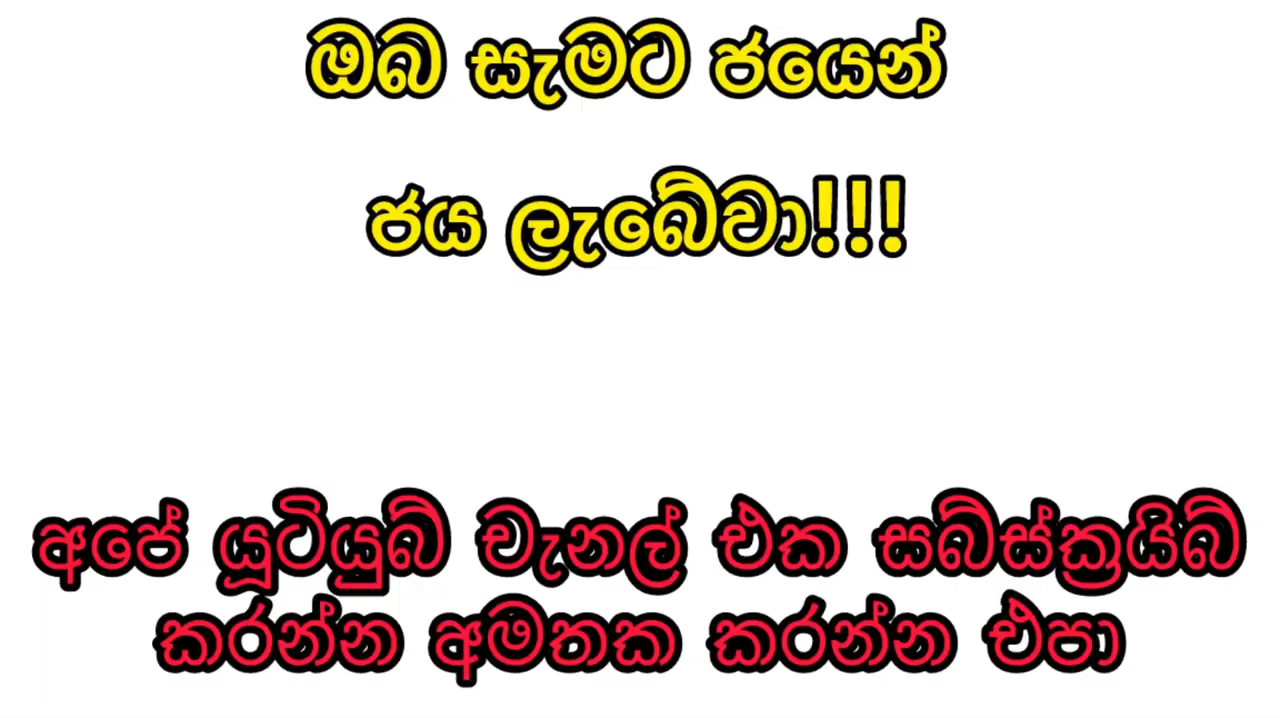 ඔබ සැමට ජයෙන්
ජය ලැබේවා!!!
අපේ යූටියුබ් චැනල් එක සබ්ස්ක්‍රයිබ්
කරන්න අමතක කරන්න එපා